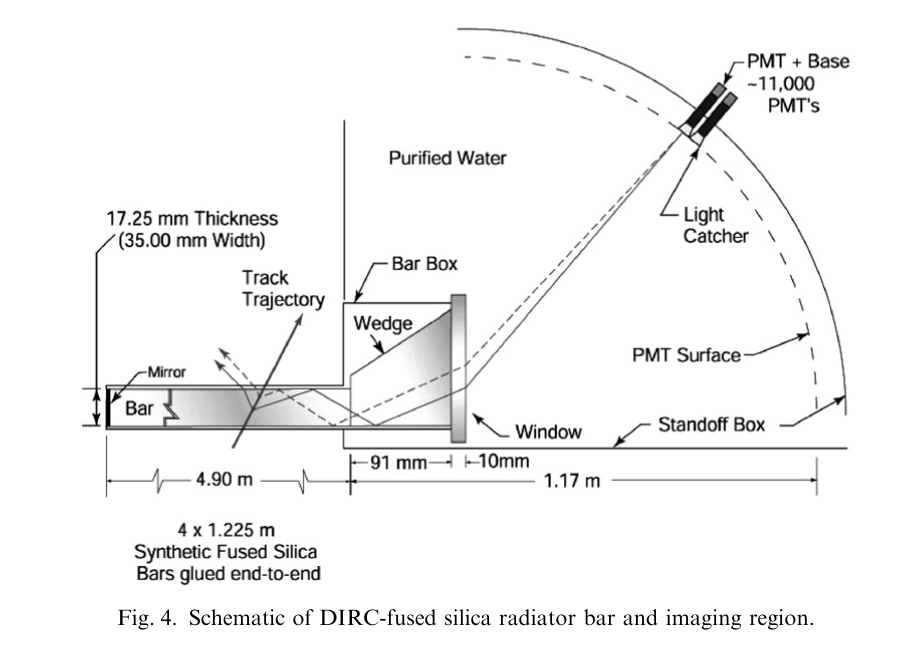 PMT + Base
~11,000
PMT's
Purified Water
Light
Catcher
17.25 mm Thickness
(35.00 mm Width)
Bar Box
Track
Trajectory
Wedge
PMT Surface
Mirror
Bar
Standoff Box
Window
91 mm
10mm
4.90 m
1.17 m
4 x 1.225 m
Synthetic Fused Silica
Bars glued end-to-end
Fig. 4. Schematic of DIRC-fused silica radiator bar and imaging region.